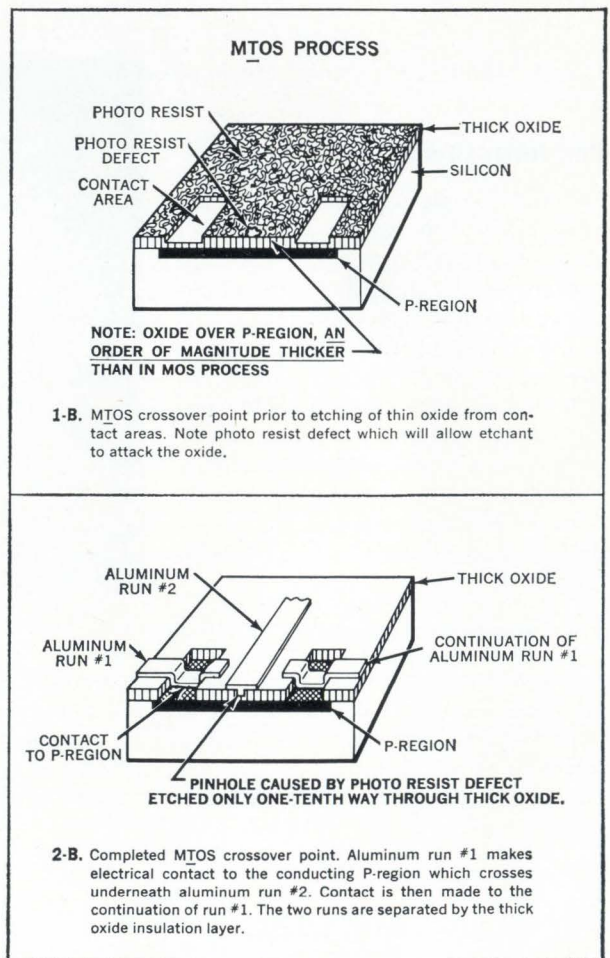 MTOS PROCESS
PHOTO RESIST
PHOTO RESIST
DEFECT
CONTACT
AREA
THICK OXIDE
SILICON
P-REGION
NOTE: OXIDE OVER P-REGION, AN
ORDER OF MAGNITUDE THICKER
THAN IN MOS PROCESS
1-B. MTOS crossover point prior to etching of thin oxide from con-
tact areas. Note photo resist defect which will allow etchant
to attack the oxide.
ALUMINUM
RUN #2
ALUMINUM
RUN #1
THICK OXIDE
CONTINUATION OF
ALUMINUM RUN #1
CONTACT
TO P-REGION
P-REGION
PINHOLE CAUSED BY PHOTO RESIST DEFECT
ETCHED ONLY ONE-TENTH WAY THROUGH THICK OXIDE.
2-B. Completed MTOS crossover point. Aluminum run #1 makes
electrical contact to the conducting P-region which crosses
underneath aluminum run #2. Contact is then made to the
continuation of run #1. The two runs are separated by the thick
oxide insulation layer.